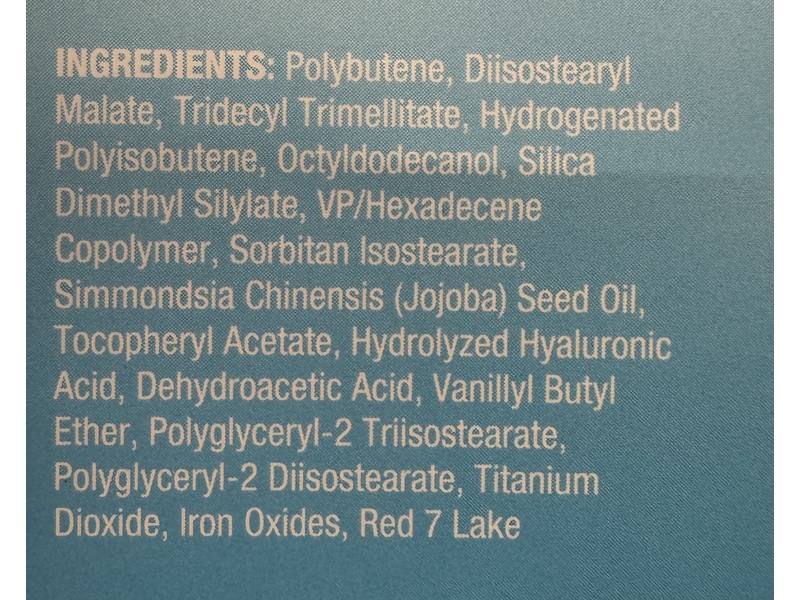 INGREDIENTS: Polybutene, Diisostearyl
Malate, Tridecyl Trimellitate, Hydrogenated
Polyisobutene, Octyldodecanol, Silica
Dimethyl Silylate, VP/Hexadecene
Copolymer, Sorbitan Isostearate,
Simmondsia Chinensis (Jojoba) Seed Oil,
Tocopheryl Acetate, Hydrolyzed Hyaluronic
Acid, Dehydroacetic Acid, Vanillyl Butyl
Ether, Polyglyceryl-2 Triisostearate,
Polyglyceryl-2 Diisostearate, Titanium
Dioxide, Iron Oxides, Red 7 Lake